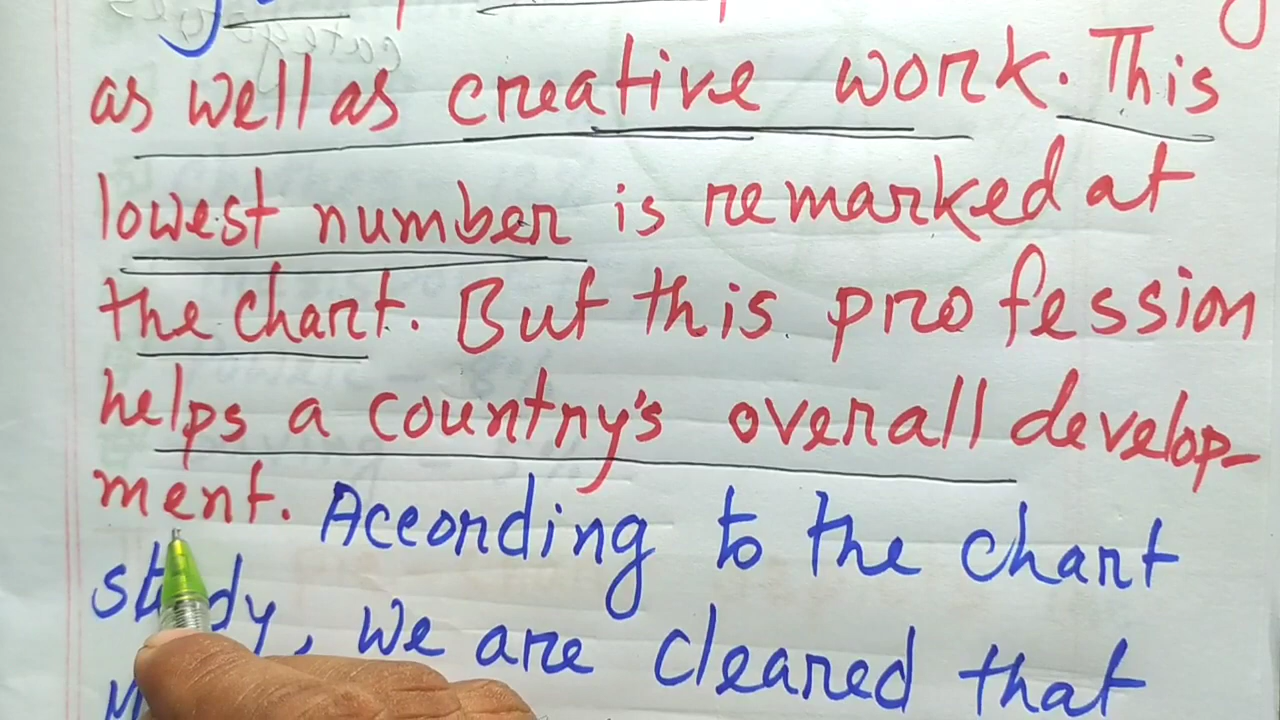 as well as creative work. This
lowest number is remarked at
the chart. But this profession
helps a country's overall develop-
ment. According to the chart
study, we are cleared that